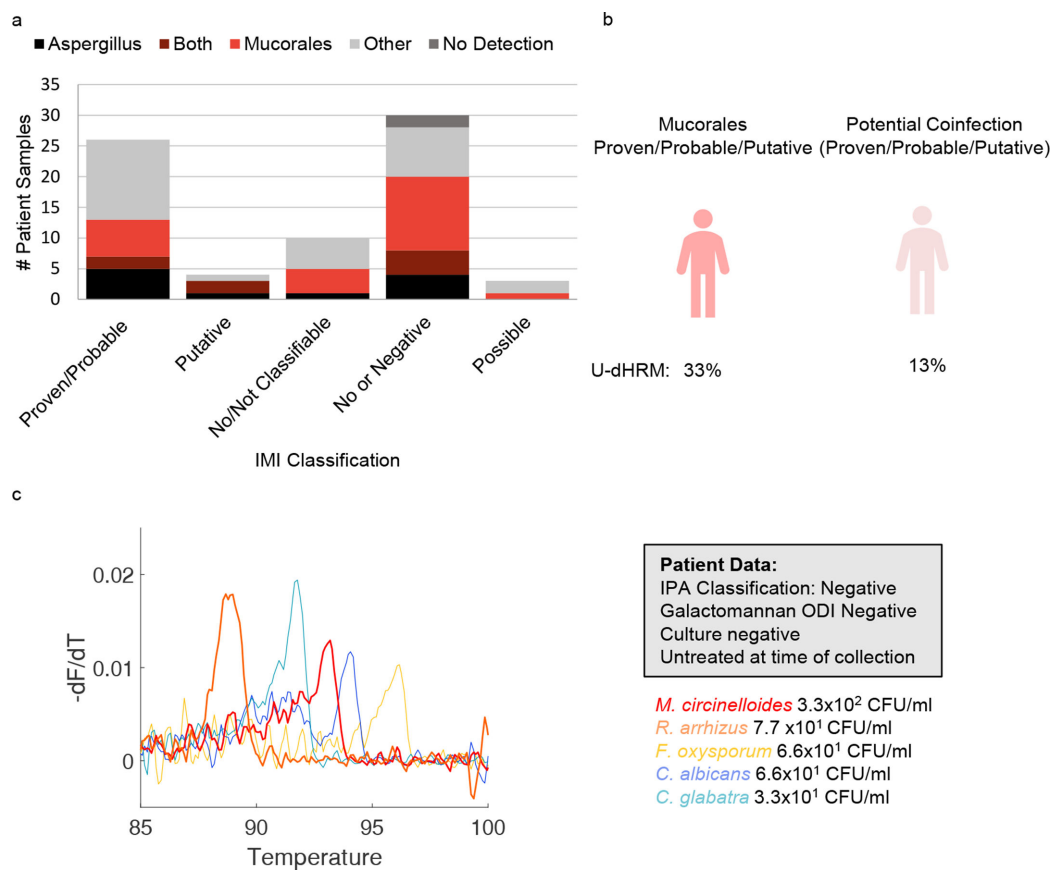 a
Aspergillus Both Mucorales Other No Detection
# Patient Samples
35
30
25
20
15
10
5
0
Proven/Probable
Putative
No/Not Classifiable
No or Negative
Possible
IMI Classification
b
Mucorales
Proven/Probable/Putative
Potential Coinfection
(Proven/Probable/Putative)
U-dHRM: 33%
13%
c
-dF/dT
0.02
0.01
0
85 90 95 100
Temperature
Patient Data:
IPA Classification: Negative
Galactomannan ODI Negative
Culture negative
Untreated at time of collection
M. circinelloides 3.3x10² CFU/ml
R. arrhizus 7.7 x10¹ CFU/ml
F. oxysporum 6.6x10¹ CFU/ml
C. albicans 6.6x10¹ CFU/ml
C. glabatra 3.3x10¹ CFU/ml